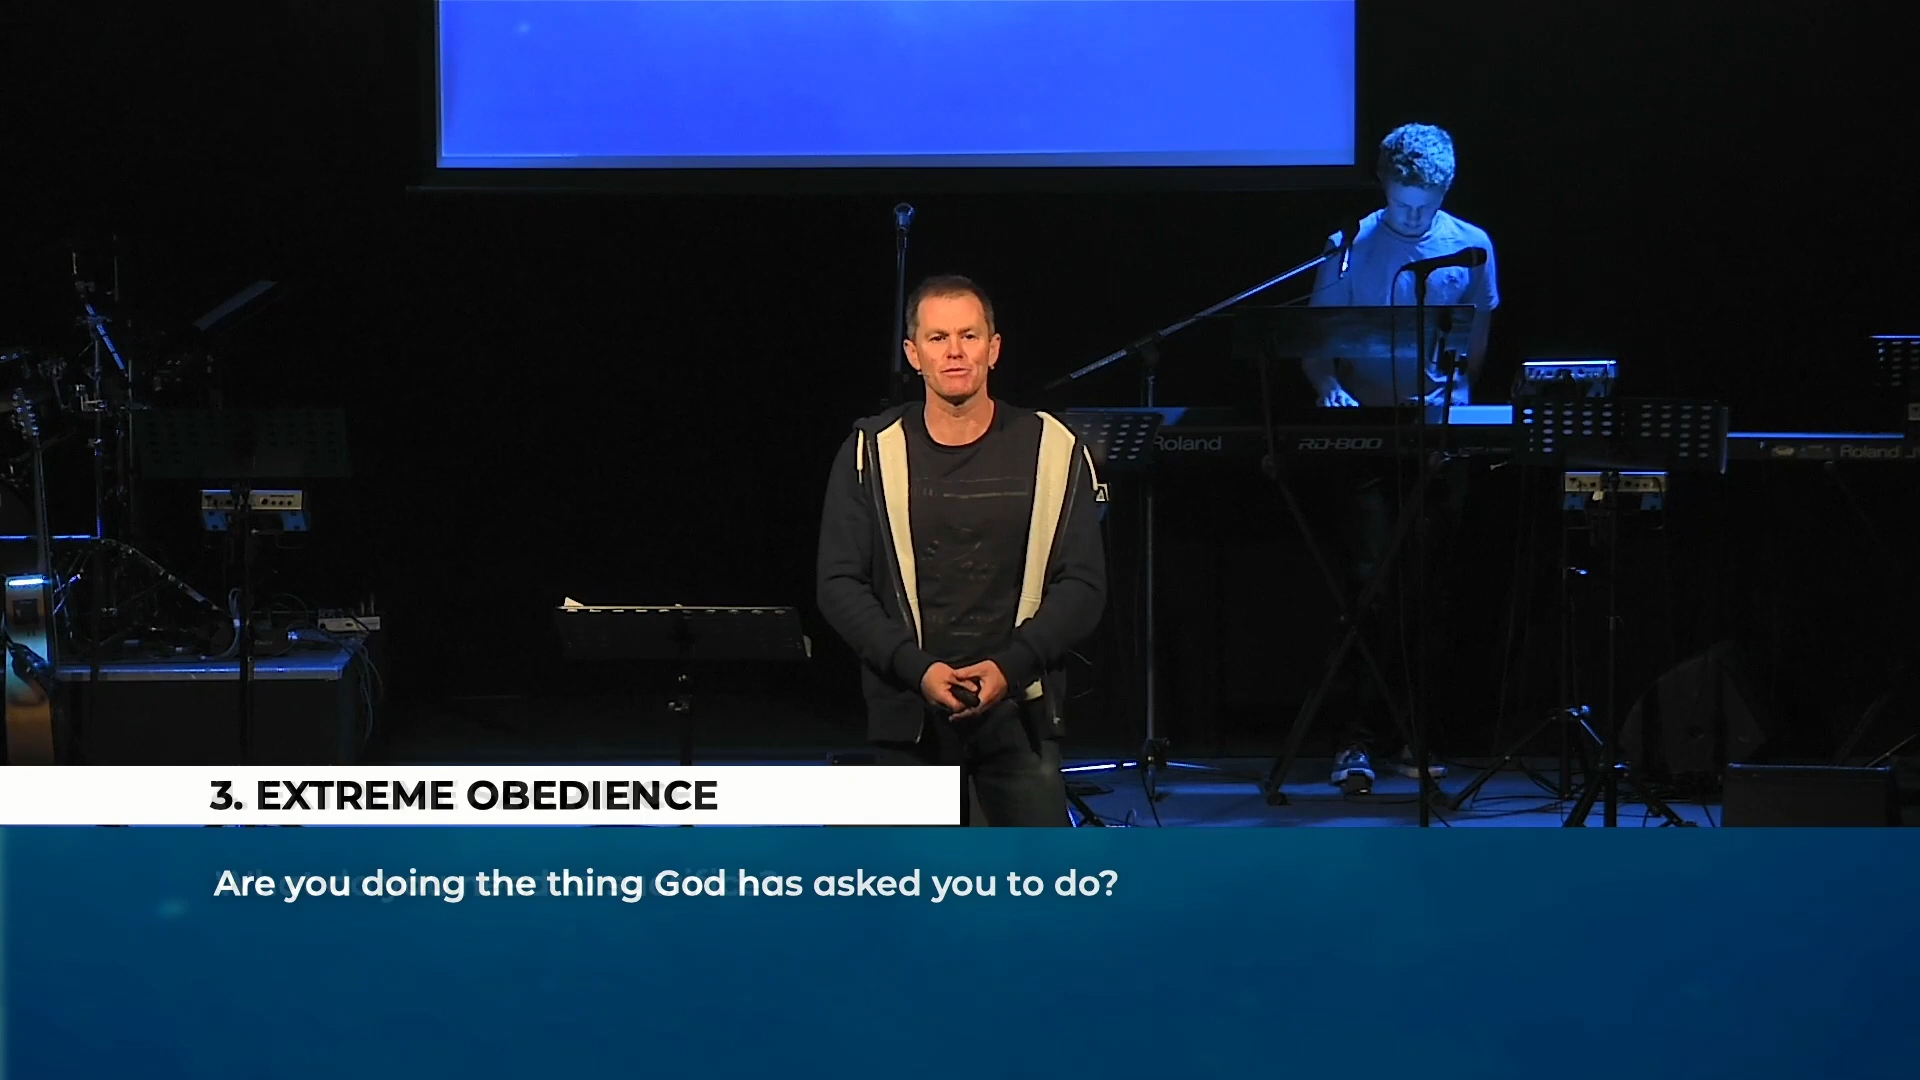 Roland
RD-800
Roland
3. EXTREME OBEDIENCE
Are you doing the thing God has asked you to do?